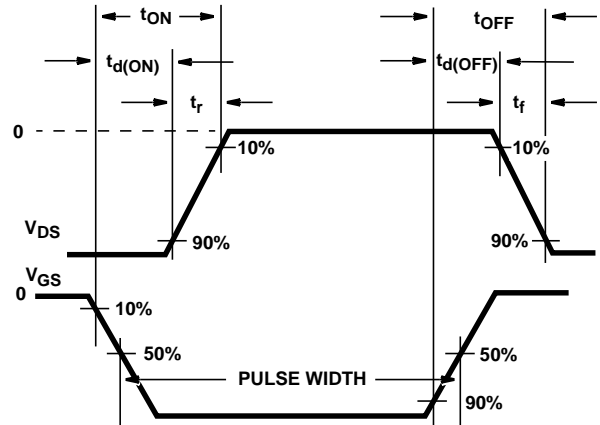 tON tOFF
td(ON) td(OFF)
tr tf
0
10% 10%
VDS 90% 90%
VGS
0
10%
50% 50%
PULSE WIDTH
90%